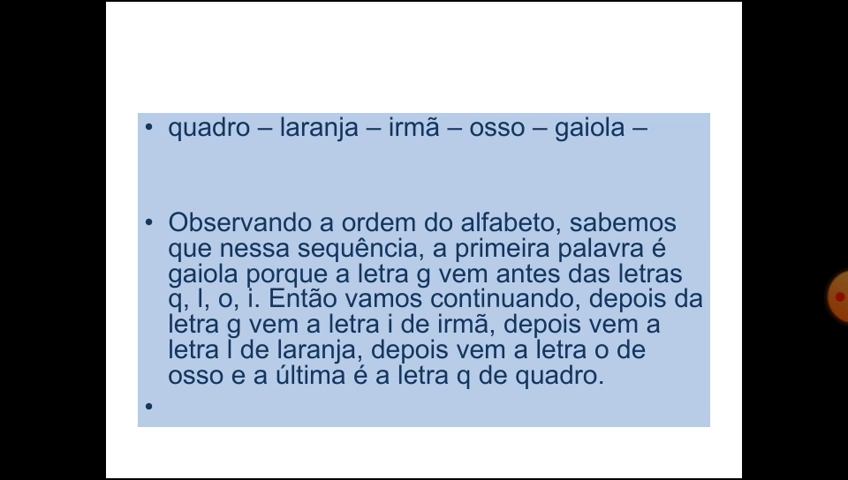 • quadro – laranja – irmã – osso – gaiola –
• Observando a ordem do alfabeto, sabemos
que nessa sequência, a primeira palavra é
gaiola porque a letra g vem antes das letras
q, l, o, i. Então vamos continuando, depois da
letra g vem a letra i de irmã, depois vem a
letra l de laranja, depois vem a letra o de
osso e a última é a letra q de quadro.
•